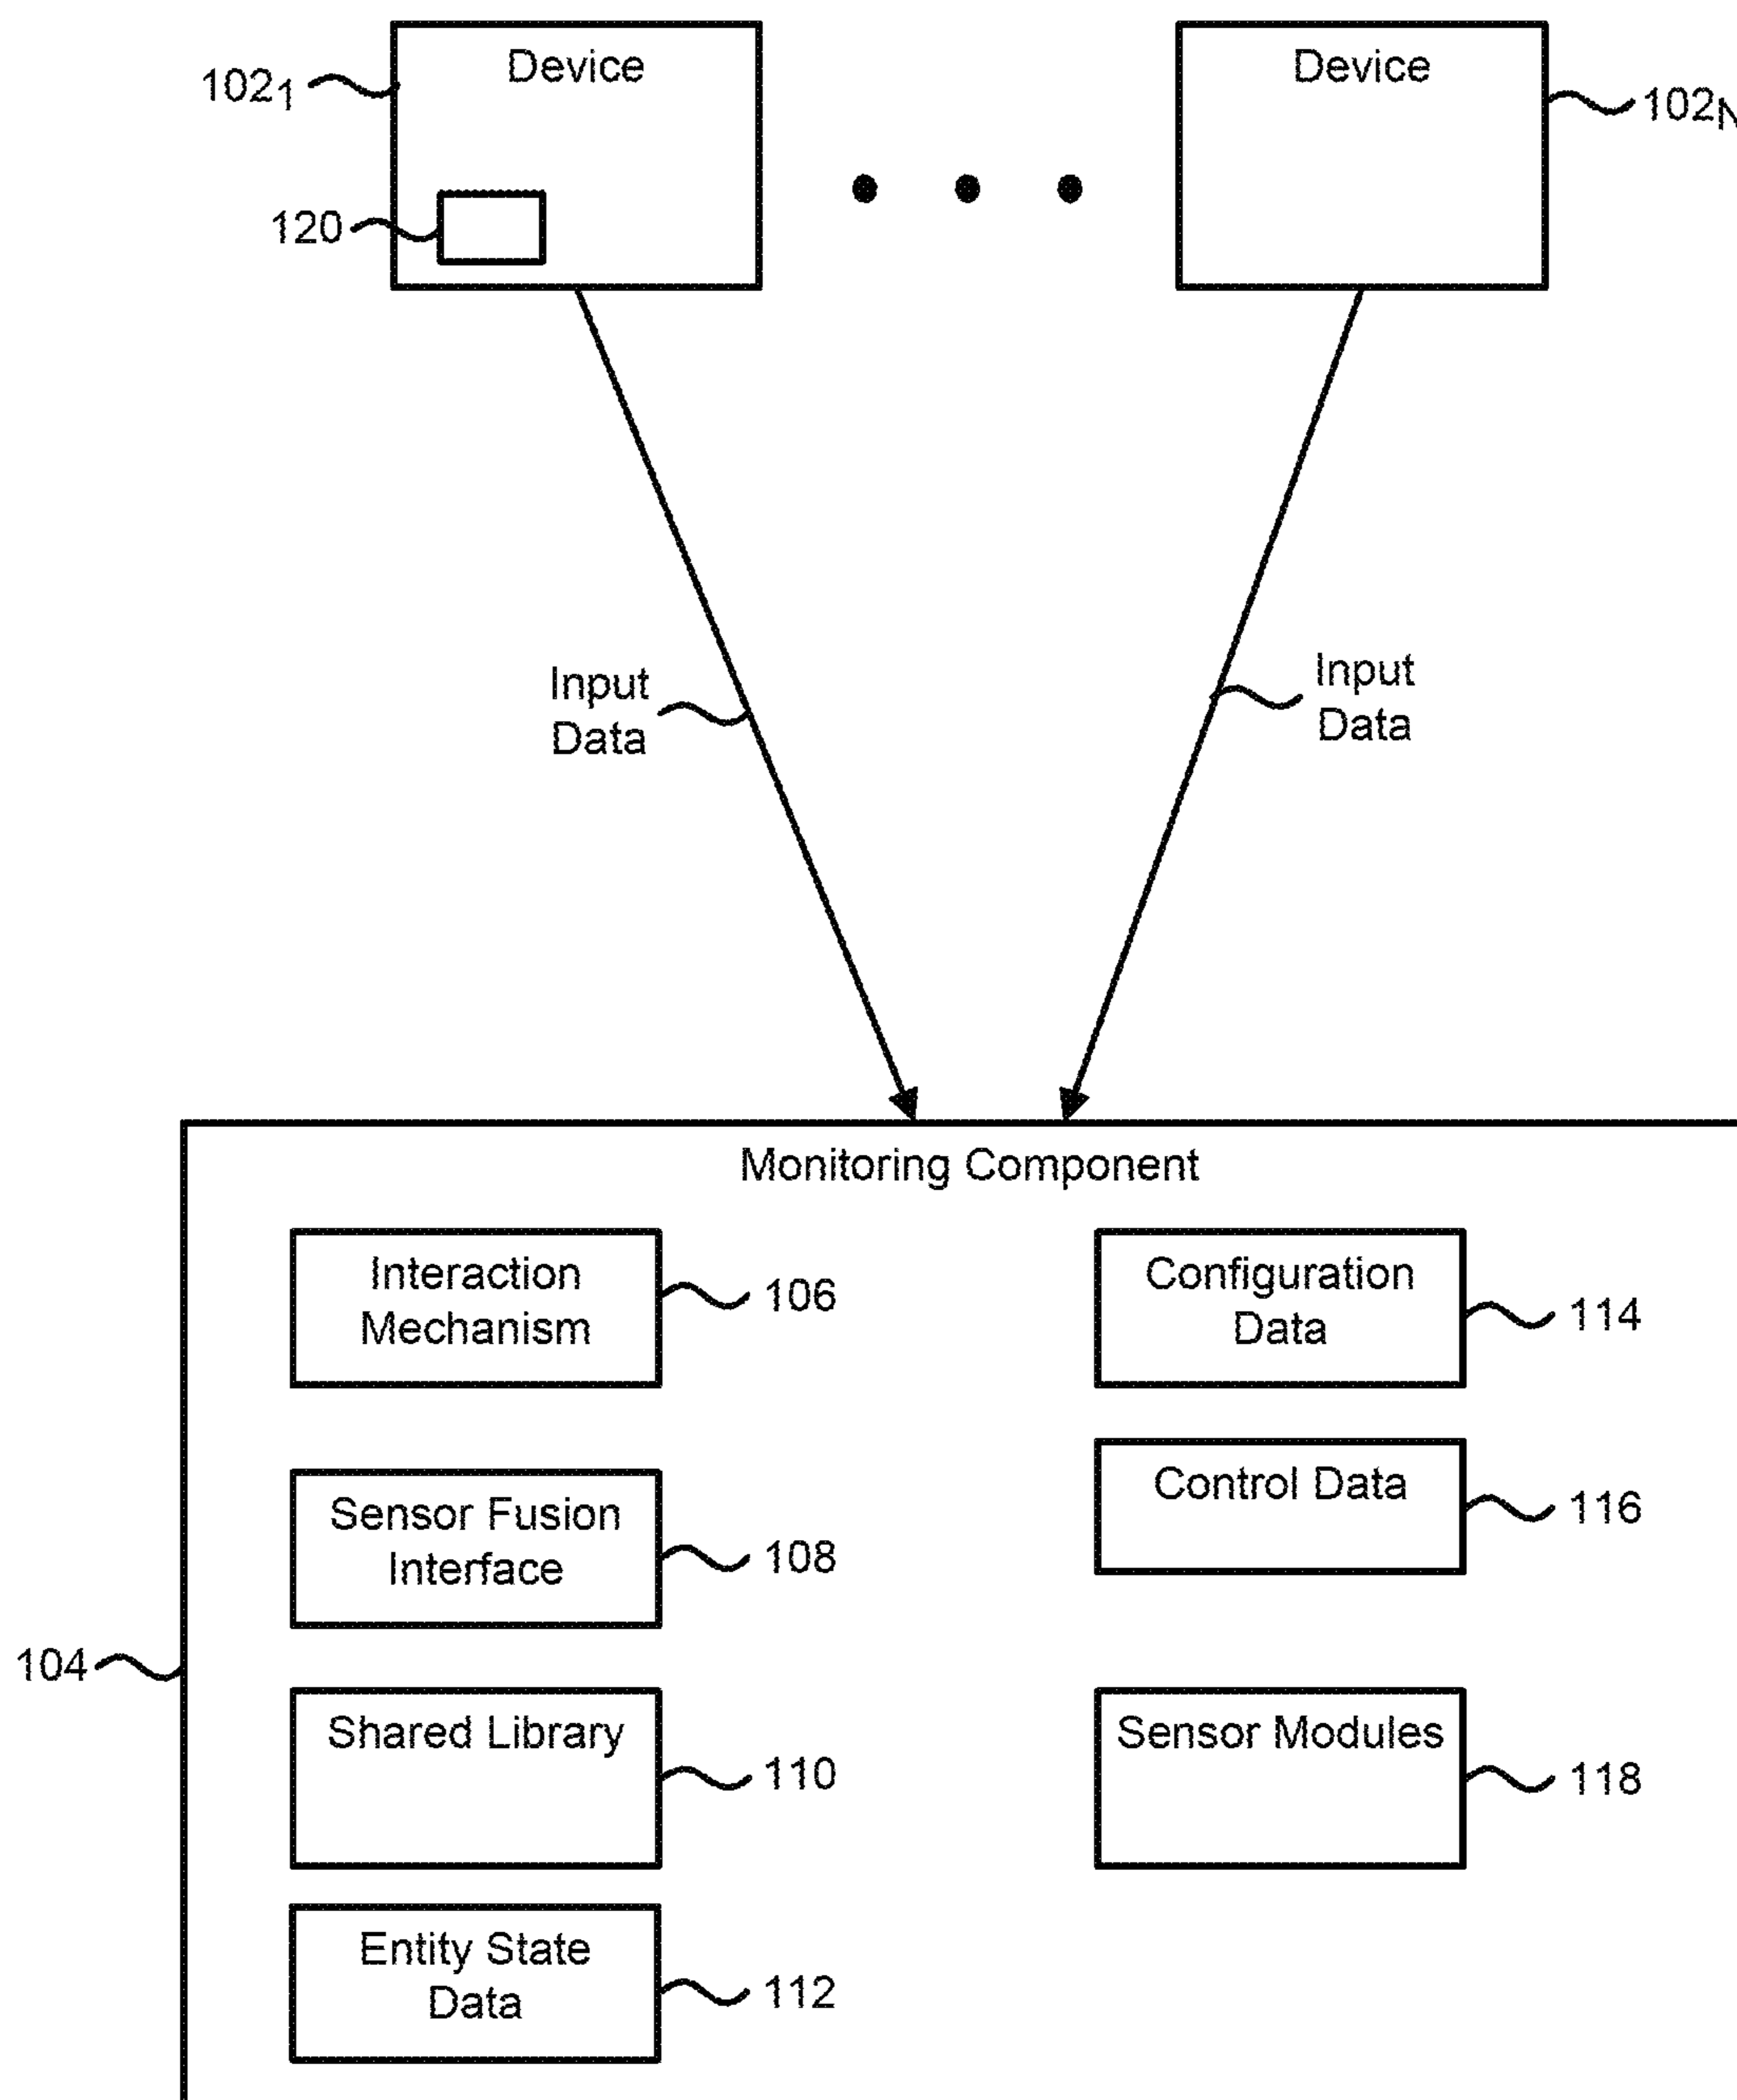 Device
Device
102₁
102N
120
Input
Data
Input
Data
Monitoring Component
Interaction
Mechanism
106
Configuration
Data
114
Sensor Fusion
Interface
108
Control Data
116
104
Shared Library
110
Sensor Modules
118
Entity State
Data
112